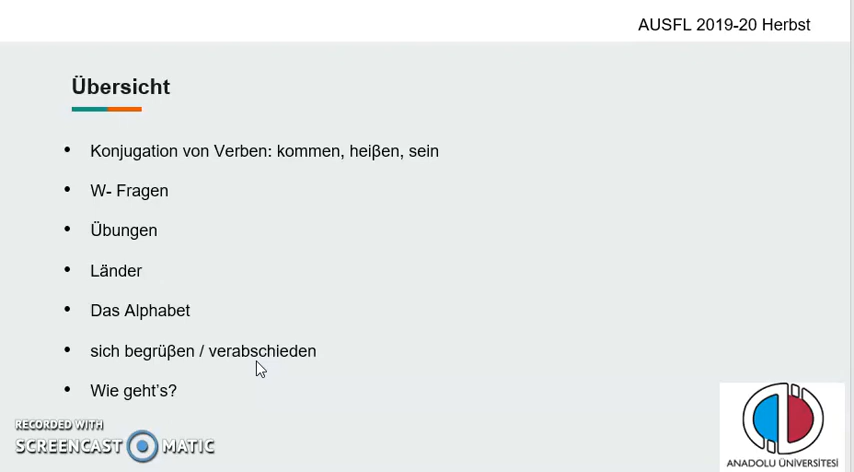 AUSFL 2019-20 Herbst
Übersicht
• Konjugation von Verben: kommen, heiβen, sein
• W- Fragen
• Übungen
• Länder
• Das Alphabet
• sich begrüβen / verabschieden
• Wie geht's?
RECORDED WITH
SCREENCAST MATIC
ANADOLU ÜNİVERSİTESİ